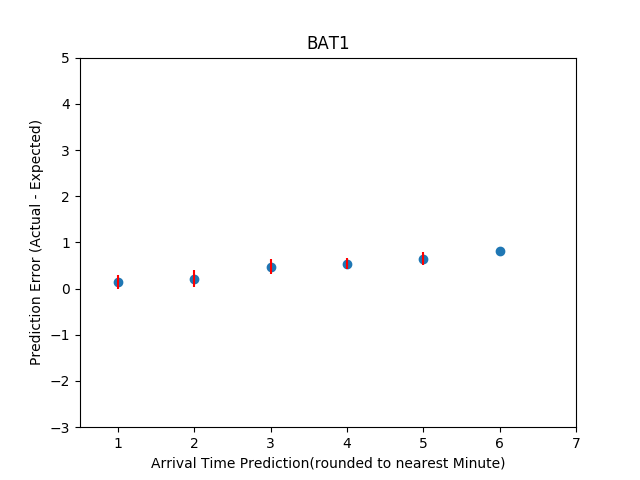 BAT1
5
4
3
2
1
0
−1
−2
−3
Prediction Error (Actual - Expected)
1 2 3 4 5 6 7
Arrival Time Prediction(rounded to nearest Minute)